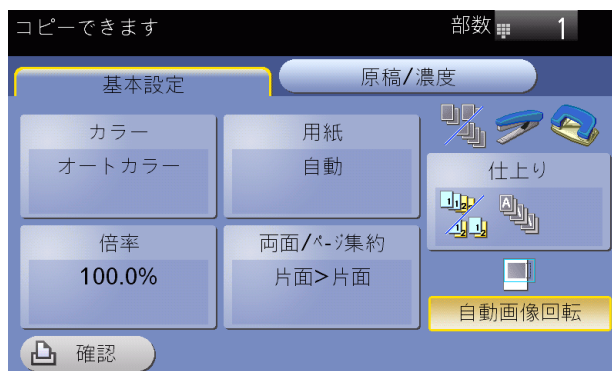 コピーできます 部数 1
基本設定 原稿/濃度
カラー 用紙
オートカラー 自動
仕上り
倍率 両面/ページ集約
100.0% 片面>片面
自動画像回転
確認